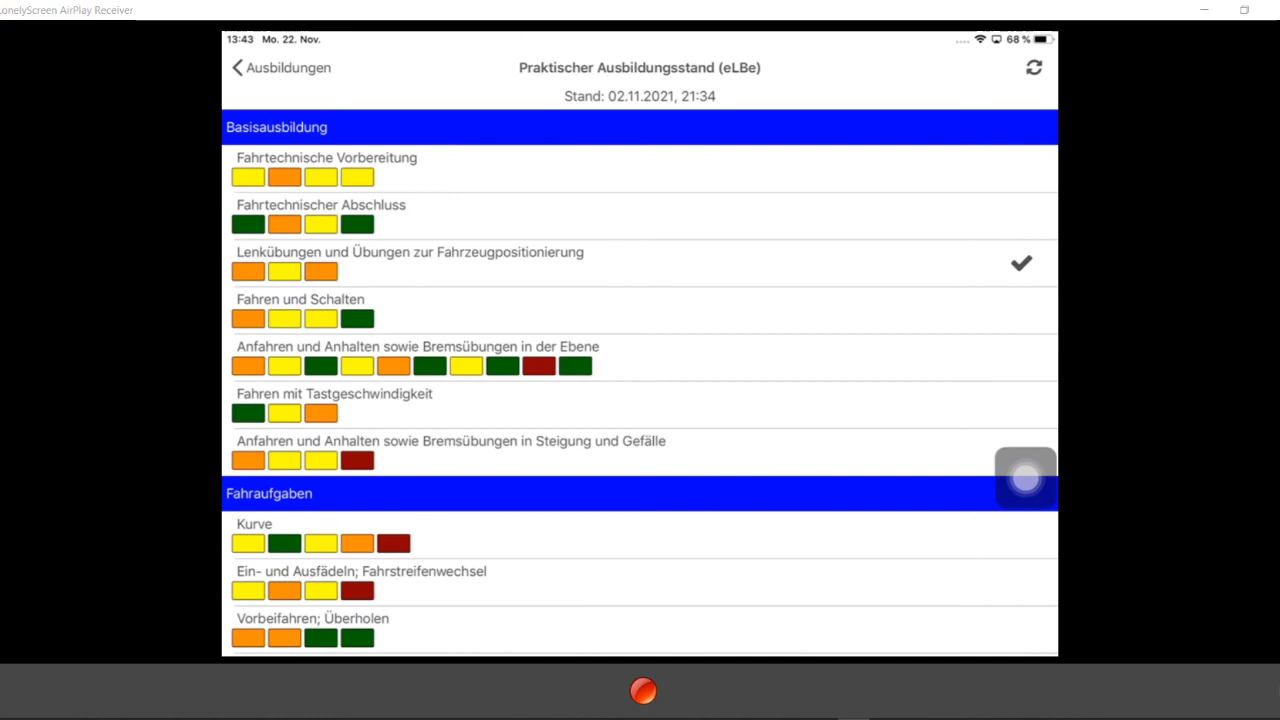 LonelyScreen AirPlay Receiver
13:43 Mo. 22. Nov.
68 %
Ausbildungen
Praktischer Ausbildungsstand (eLBe)
Stand: 02.11.2021, 21:34
Basisausbildung
Fahrtechnische Vorbereitung
Fahrtechnischer Abschluss
Lenkübungen und Übungen zur Fahrzeugpositionierung
Fahren und Schalten
Anfahren und Anhalten sowie Bremsübungen in der Ebene
Fahren mit Tastgeschwindigkeit
Anfahren und Anhalten sowie Bremsübungen in Steigung und Gefälle
Fahraufgaben
Kurve
Ein- und Ausfädeln; Fahrstreifenwechsel
Vorbeifahren; Überholen